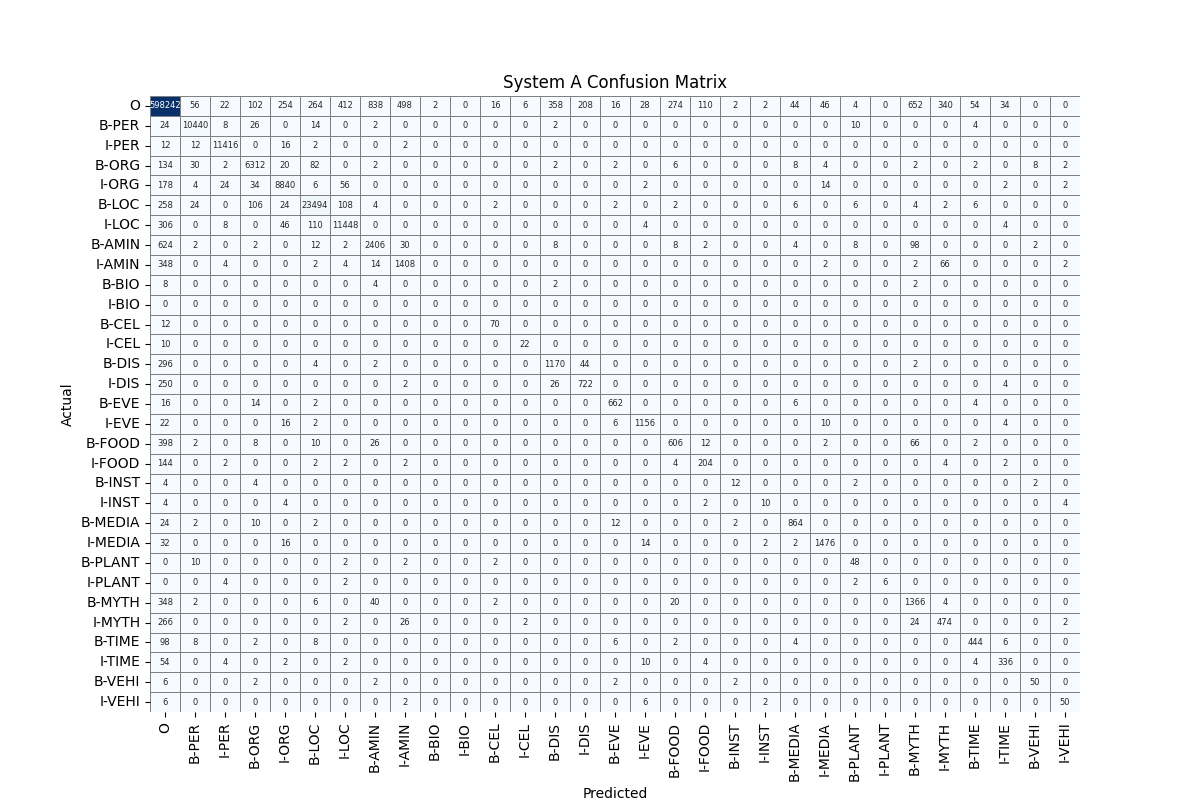 System A Confusion Matrix
O 598242 56 22 102 254 264 412 838 498 2 0 16 6 358 208 16 28 274 110 2 2 44 46 4 0 652 340 54 34 0 0
B-PER 24 10440 8 26 0 14 0 2 0 0 0 0 0 2 0 0 0 0 0 0 0 0 0 10 0 0 0 4 0 0 0
I-PER 12 12 11416 0 16 2 0 0 2 0 0 0 0 0 0 0 0 0 0 0 0 0 0 0 0 0 0 0 0 0 0
B-ORG 134 30 2 6312 20 82 0 2 0 0 0 0 0 2 0 2 0 6 0 0 0 8 4 0 0 2 0 2 0 8 2
I-ORG 178 4 24 34 8840 6 56 0 0 0 0 0 0 0 0 0 2 0 0 0 0 0 14 0 0 0 0 0 2 0 2
B-LOC 258 24 0 106 24 23494 108 4 0 0 0 2 0 0 0 2 0 2 0 0 0 6 0 6 0 4 2 6 0 0 0
I-LOC 306 0 8 0 46 110 11448 0 0 0 0 0 0 0 0 0 4 0 0 0 0 0 0 0 0 0 0 0 4 0 0
B-AMIN 624 2 0 2 0 12 2 2406 30 0 0 0 0 8 0 0 0 8 2 0 0 4 0 8 0 98 0 0 0 2 0
I-AMIN 348 0 4 0 0 2 4 14 1408 0 0 0 0 0 0 0 0 0 0 0 0 0 2 0 0 2 66 0 0 0 2
B-BIO 8 0 0 0 0 0 0 4 0 0 0 0 0 2 0 0 0 0 0 0 0 0 0 0 0 2 0 0 0 0 0
I-BIO 0 0 0 0 0 0 0 0 0 0 0 0 0 0 0 0 0 0 0 0 0 0 0 0 0 0 0 0 0 0 0
B-CEL 12 0 0 0 0 0 0 0 0 0 0 70 0 0 0 0 0 0 0 0 0 0 0 0 0 0 0 0 0 0 0
I-CEL 10 0 0 0 0 0 0 0 0 0 0 0 22 0 0 0 0 0 0 0 0 0 0 0 0 0 0 0 0 0 0
B-DIS 296 0 0 0 0 4 0 2 0 0 0 0 0 1170 44 0 0 0 0 0 0 0 0 0 0 2 0 0 0 0 0
I-DIS 250 0 0 0 0 0 0 0 2 0 0 0 0 26 722 0 0 0 0 0 0 0 0 0 0 0 0 0 4 0 0
B-EVE 16 0 0 14 0 2 0 0 0 0 0 0 0 0 0 662 0 0 0 0 0 6 0 0 0 0 0 4 0 0 0
I-EVE 22 0 0 0 16 2 0 0 0 0 0 0 0 0 0 6 1156 0 0 0 0 0 10 0 0 0 0 0 4 0 0
B-FOOD 398 2 0 8 0 10 0 26 0 0 0 0 0 0 0 0 0 606 12 0 0 0 2 0 0 66 0 2 0 0 0
I-FOOD 144 0 2 0 0 2 2 0 2 0 0 0 0 0 0 0 0 4 204 0 0 0 0 0 0 0 4 0 2 0 0
B-INST 4 0 0 4 0 0 0 0 0 0 0 0 0 0 0 0 0 0 0 12 0 0 0 2 0 0 0 0 0 2 0
I-INST 4 0 0 0 4 0 0 0 0 0 0 0 0 0 0 0 0 0 2 0 10 0 0 0 0 0 0 0 0 0 4
B-MEDIA 24 2 0 10 0 2 0 0 0 0 0 0 0 0 0 12 0 0 0 2 0 864 0 0 0 0 0 0 0 0 0
I-MEDIA 32 0 0 0 16 0 0 0 0 0 0 0 0 0 0 0 14 0 0 0 2 2 1476 0 0 0 0 0 0 0 0
B-PLANT 0 10 0 0 0 0 2 0 2 0 0 2 0 0 0 0 0 0 0 0 0 0 0 48 0 0 0 0 0 0 0
I-PLANT 0 0 4 0 0 0 2 0 0 0 0 0 0 0 0 0 0 0 0 0 0 0 0 2 6 0 0 0 0 0 0
B-MYTH 348 2 0 0 0 6 0 40 0 0 0 2 0 0 0 0 0 20 0 0 0 0 0 0 0 1366 4 0 0 0 0
I-MYTH 266 0 0 0 0 0 2 0 26 0 0 0 2 0 0 0 0 0 0 0 0 0 0 0 0 24 474 0 0 0 2
B-TIME 98 8 0 2 0 8 0 0 0 0 0 0 0 0 0 6 0 2 0 0 0 4 0 0 0 0 0 444 6 0 0
I-TIME 54 0 4 0 2 0 2 0 0 0 0 0 0 0 0 0 10 0 4 0 0 0 0 0 0 0 0 4 336 0 0
B-VEHI 6 0 0 2 0 0 0 2 0 0 0 0 0 0 0 2 0 0 0 2 0 0 0 0 0 0 0 0 0 50 0
I-VEHI 6 0 0 0 0 0 0 0 2 0 0 0 0 0 0 0 6 0 0 0 2 0 0 0 0 0 0 0 0 0 50
Actual
O B-PER I-PER B-ORG I-ORG B-LOC I-LOC B-AMIN I-AMIN B-BIO I-BIO B-CEL I-CEL B-DIS I-DIS B-EVE I-EVE B-FOOD I-FOOD B-INST I-INST B-MEDIA I-MEDIA B-PLANT I-PLANT B-MYTH I-MYTH B-TIME I-TIME B-VEHI I-VEHI
Predicted